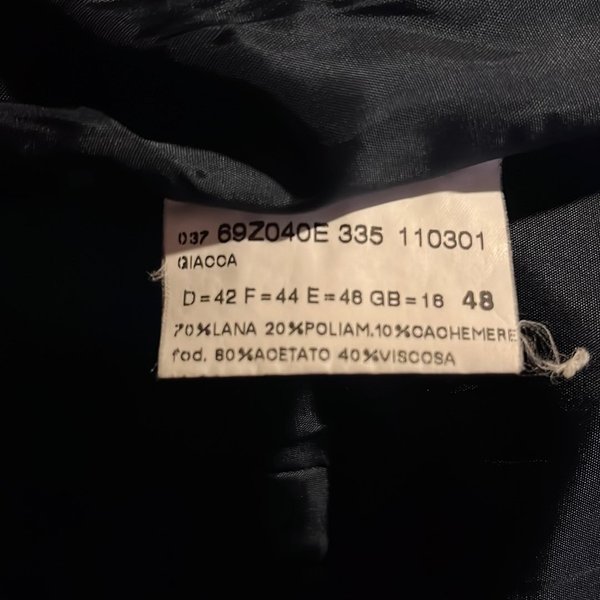 037 69Z040E 335 110301
GIACCA
D=42 F=44 E=48 GB=16 48
70%LANA 20%POLIAM.10%CACHEMERE
fod. 60%ACETATO 40%VISCOSA